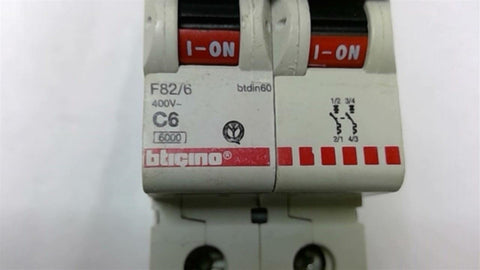 I-ON I-ON
F82/6 btdin60
400V~
C6
6000
1/2 3/4
2/1 4/3
bticino®